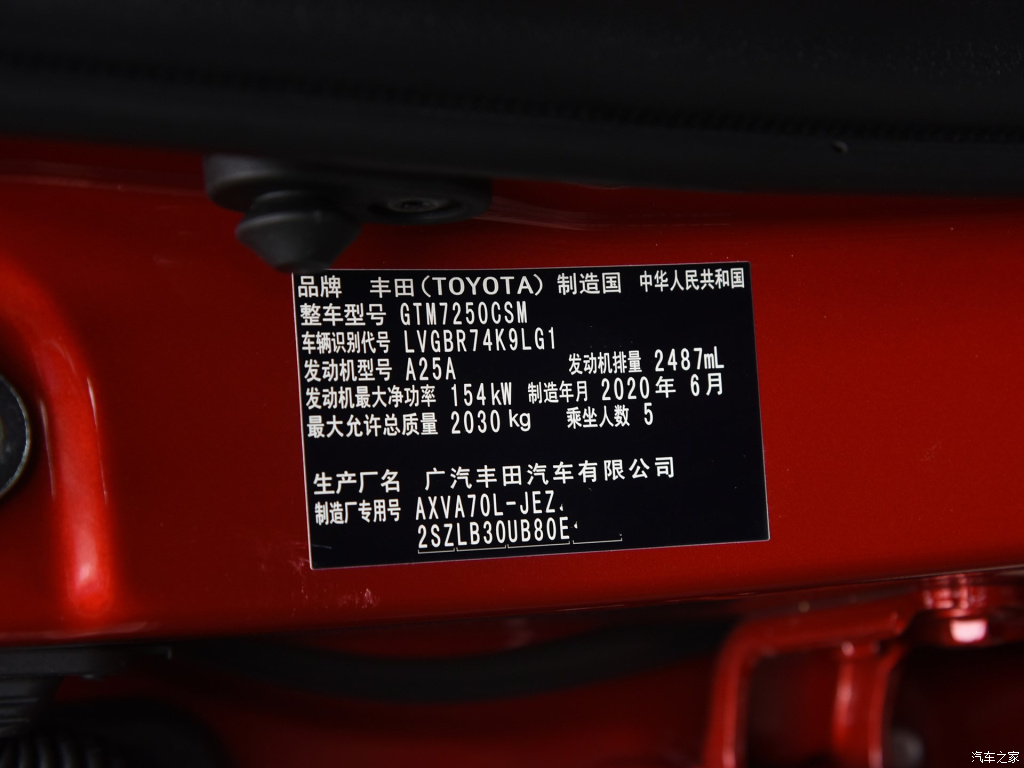 品牌 丰田(TOYOTA) 制造国 中华人民共和国
整车型号 GTM7250CSM
车辆识别代号 LVGBR74K9LG1
发动机型号 A25A 发动机排量 2487mL
发动机最大净功率 154kW 制造年月 2020年 6月
最大允许总质量 2030kg 乘坐人数 5
生产厂名 广汽丰田汽车有限公司
制造厂专用号 AXVA70L-JEZ
2SZLB30UB80E
汽车之家